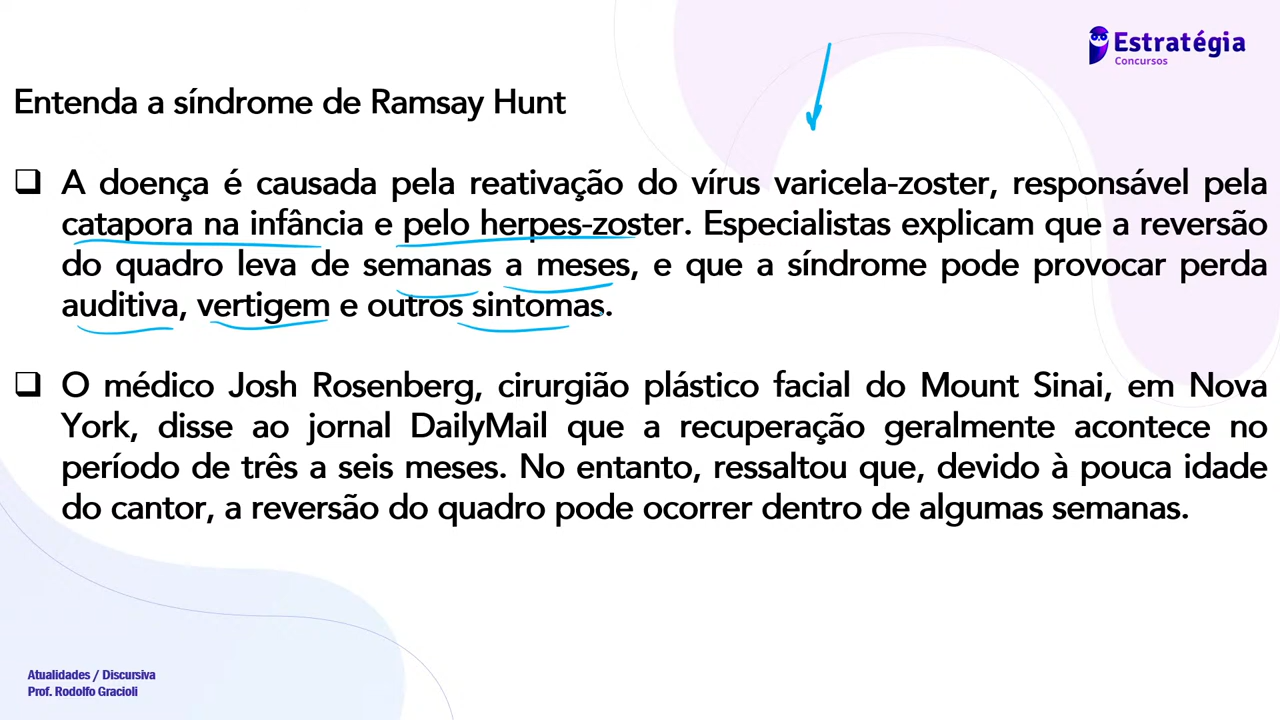 Estratégia
Concursos
Entenda a síndrome de Ramsay Hunt
A doença é causada pela reativação do vírus varicela-zoster, responsável pela
catapora na infância e pelo herpes-zoster. Especialistas explicam que a reversão
do quadro leva de semanas a meses, e que a síndrome pode provocar perda
auditiva, vertigem e outros sintomas.
O médico Josh Rosenberg, cirurgião plástico facial do Mount Sinai, em Nova
York, disse ao jornal DailyMail que a recuperação geralmente acontece no
período de três a seis meses. No entanto, ressaltou que, devido à pouca idade
do cantor, a reversão do quadro pode ocorrer dentro de algumas semanas.
Atualidades / Discursiva
Prof. Rodolfo Gracioli